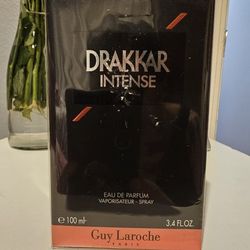 DRAKKAR
INTENSE
EAU DE PARFUM
VAPORISATEUR - SPRAY
e 100 ml 3.4 FL.OZ.
Guy Laroche
PARIS